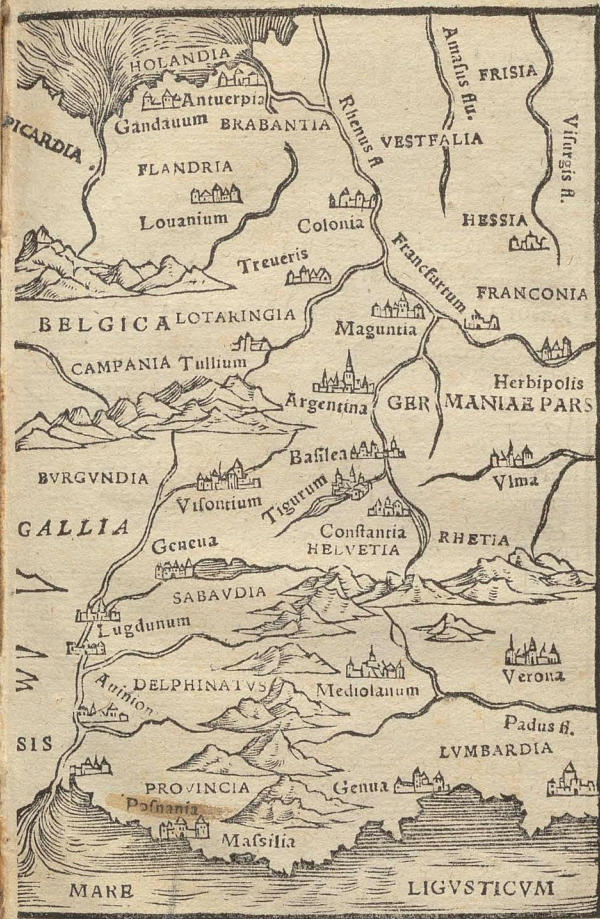 HOLANDIA
Antuerpia
Gandauum
BRABANTIA
PICARDIA
Rhenus fl
Amasus flu.
FRISIA
VESTFALIA
Visurgis fl.
FLANDRIA
Louanium
Colonia
HESSIA
Treueris
Francfurtum
FRANCONIA
BELGICA
LOTARINGIA
Maguntia
CAMPANIA
Tullium
Argentina
Herbipolis
GERMANIAE PARS
BVRGVNDIA
Visontium
Basilea
Tigurum
Vlma
GALLIA
Constantia
HELVETIA
RHETIA
Geneua
SABAVDIA
Lugdunum
Auinion
DELPHINATVS
Mediolanum
Verona
SIS
Padus fl.
LVMBARDIA
PROVINCIA
Genua
Posnania
Massilia
MARE LIGVSTICVM